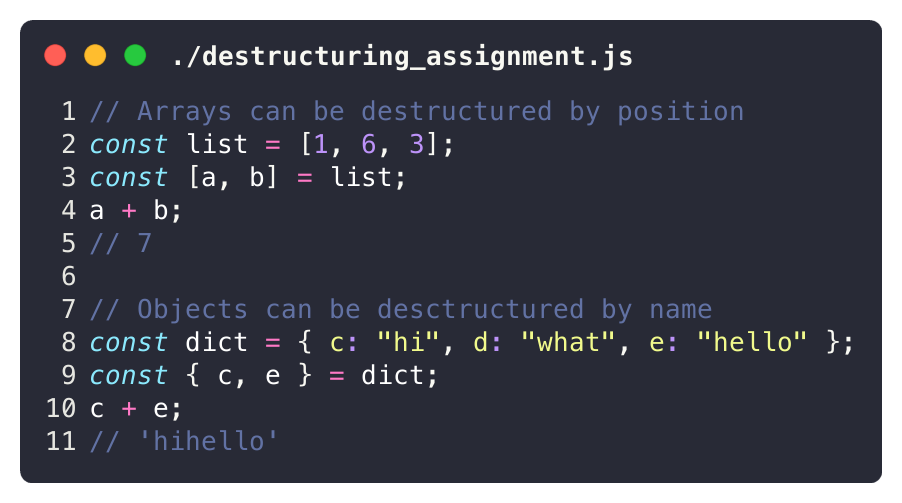 ./destructuring_assignment.js
1 // Arrays can be destructured by position
2 const list = [1, 6, 3];
3 const [a, b] = list;
4 a + b;
5 // 7
6
7 // Objects can be desctructured by name
8 const dict = { c: "hi", d: "what", e: "hello" };
9 const { c, e } = dict;
10 c + e;
11 // 'hihello'